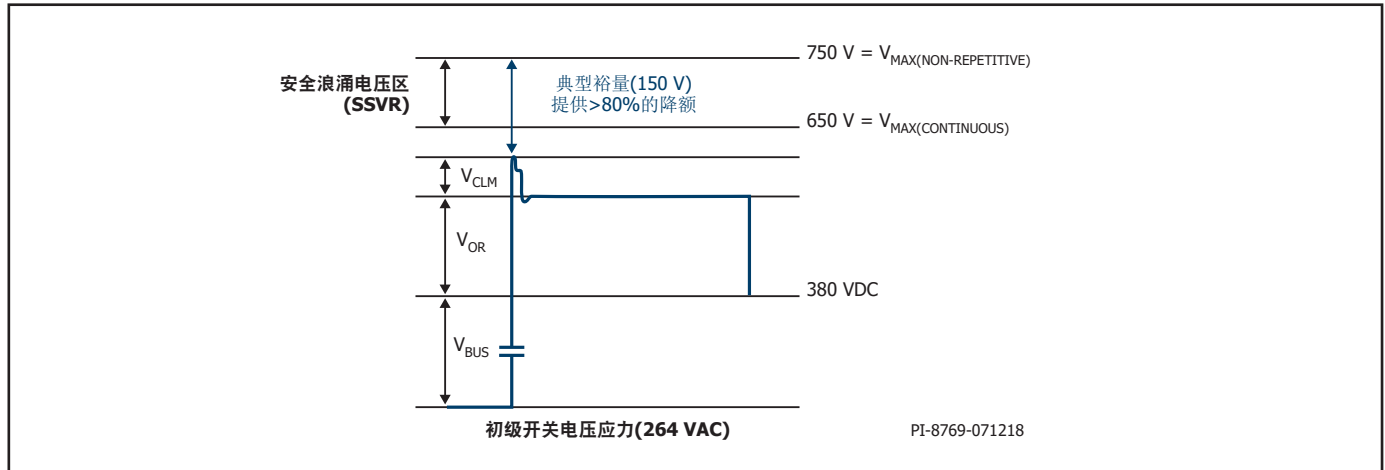 750 V = VMAX(NON-REPETITIVE)
安全浪涌电压区
(SSVR)
典型裕量(150 V)
提供>80%的降额
650 V = VMAX(CONTINUOUS)
VCLM
VOR
380 VDC
VBUS
初级开关电压应力(264 VAC)
PI-8769-071218